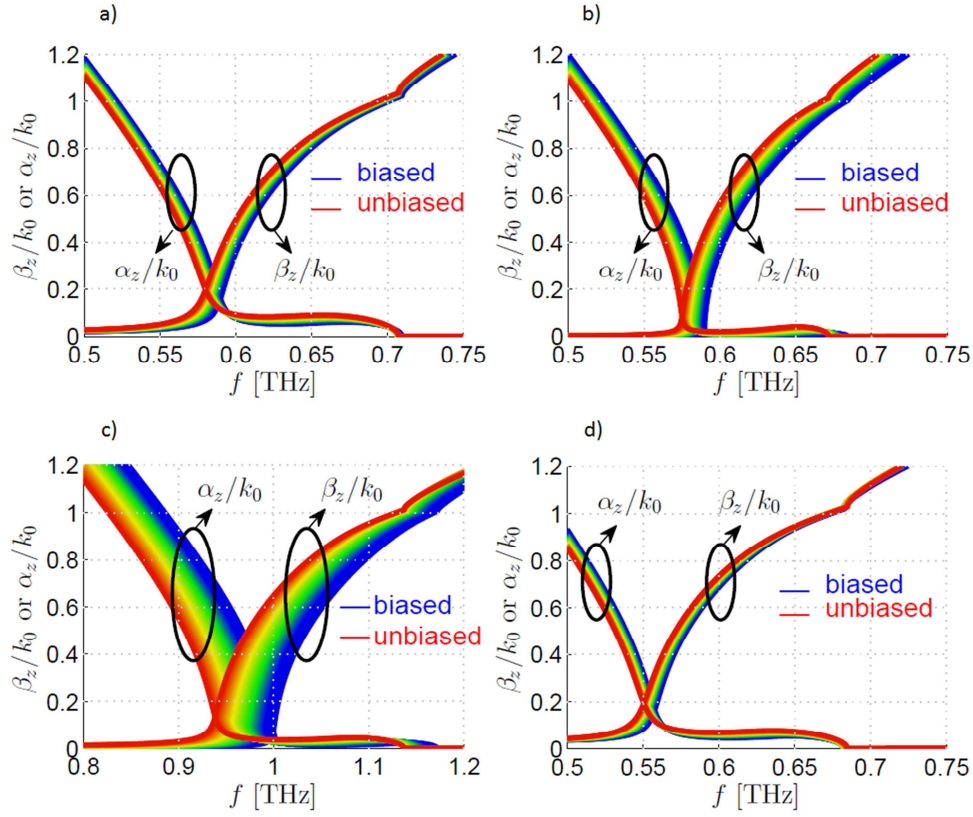 a)
1.2
1
0.8
0.6
0.4
0.2
0
β_z/k_0 or α_z/k_0
biased
unbiased
α_z/k_0
β_z/k_0
0.5 0.55 0.6 0.65 0.7 0.75
f [THz]
b)
1.2
1
0.8
0.6
0.4
0.2
0
β_z/k_0 or α_z/k_0
biased
unbiased
α_z/k_0
β_z/k_0
0.5 0.55 0.6 0.65 0.7 0.75
f [THz]
c)
1.2
1
0.8
0.6
0.4
0.2
0
β_z/k_0 or α_z/k_0
α_z/k_0
β_z/k_0
biased
unbiased
0.8 0.9 1 1.1 1.2
f [THz]
d)
1.2
1
0.8
0.6
0.4
0.2
0
β_z/k_0 or α_z/k_0
α_z/k_0
β_z/k_0
biased
unbiased
0.5 0.55 0.6 0.65 0.7 0.75
f [THz]